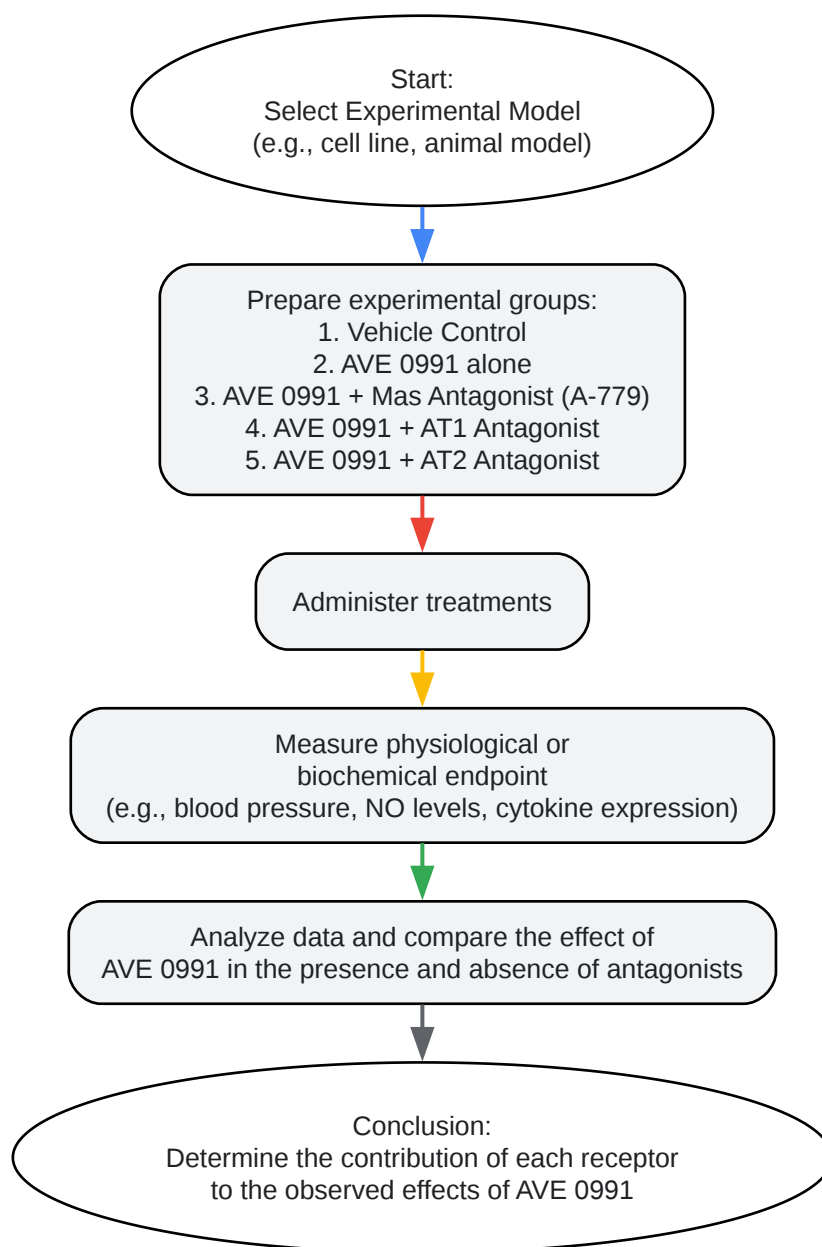 Start:
Select Experimental Model
(e.g., cell line, animal model)
Prepare experimental groups:
1. Vehicle Control
2. AVE 0991 alone
3. AVE 0991 + Mas Antagonist (A-779)
4. AVE 0991 + AT1 Antagonist
5. AVE 0991 + AT2 Antagonist
Administer treatments
Measure physiological or
biochemical endpoint
(e.g., blood pressure, NO levels, cytokine expression)
Analyze data and compare the effect of
AVE 0991 in the presence and absence of antagonists
Conclusion:
Determine the contribution of each receptor
to the observed effects of AVE 0991